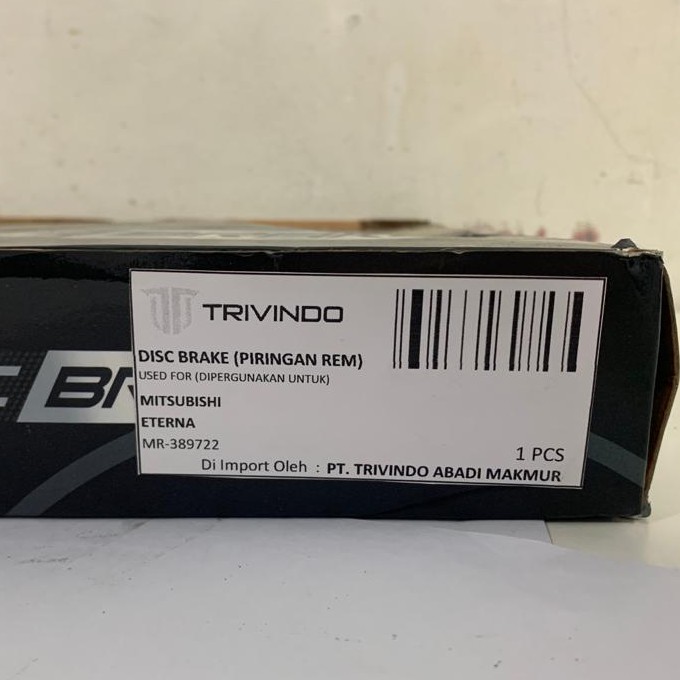 TRIVINDO
DISC BRAKE (PIRINGAN REM)
USED FOR (DIPERGUNAKAN UNTUK)
MITSUBISHI
ETERNA
MR-389722
1 PCS
Di Import Oleh : PT. TRIVINDO ABADI MAKMUR